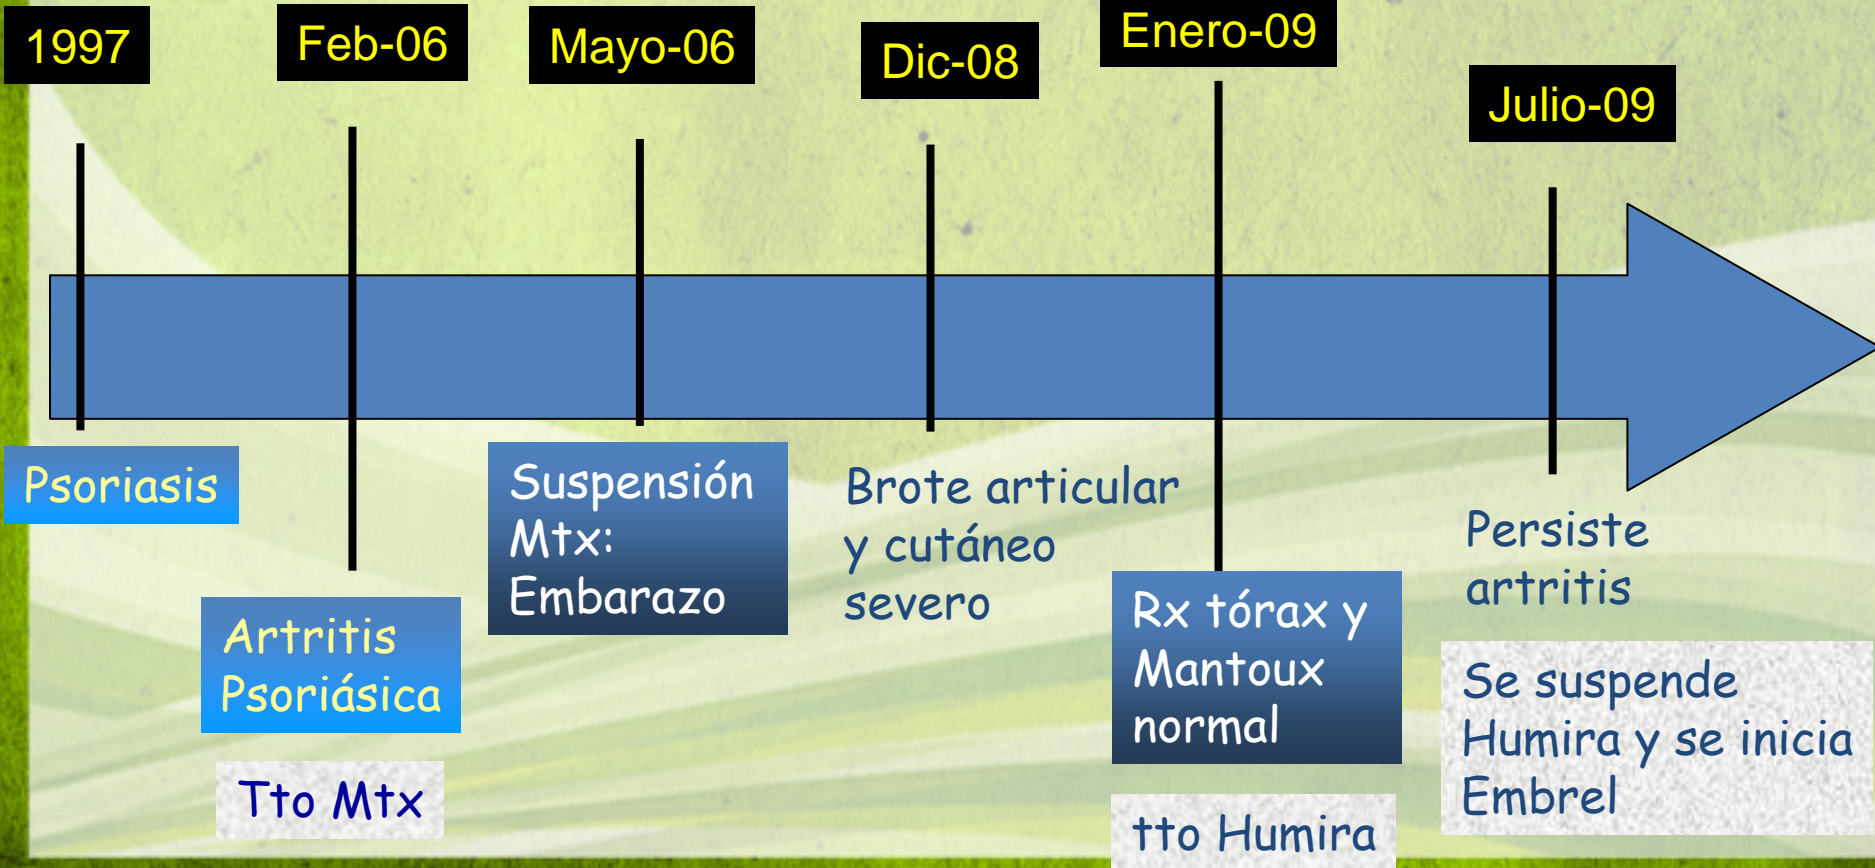 1997
Feb-06
Mayo-06
Dic-08
Enero-09
Julio-09
Psoriasis
Artritis
Psoriásica
Tto Mtx
Suspensión
Mtx:
Embarazo
Brote articular
y cutáneo
severo
Rx tórax y
Mantoux
normal
tto Humira
Persiste
artritis
Se suspende
Humira y se inicia
Embrel